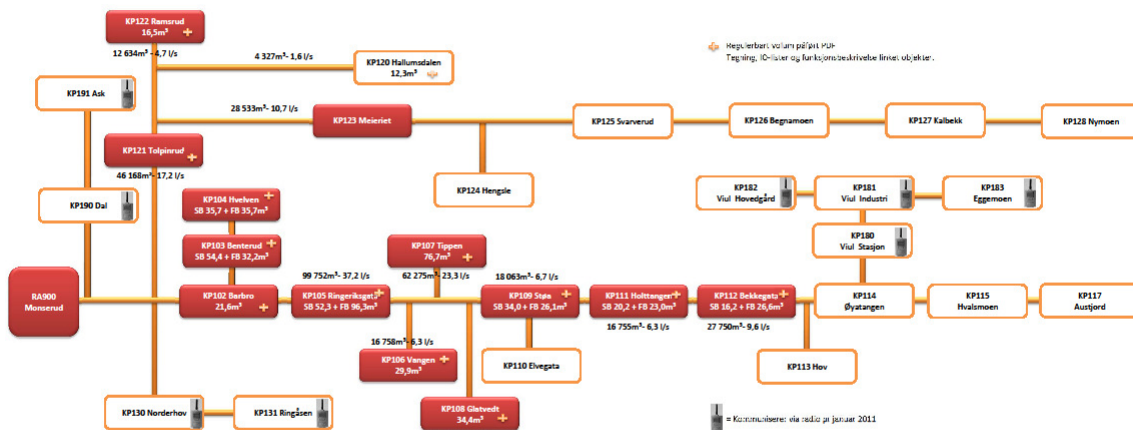 KP122 Ramsrud
16,5m³
12 634m³- 4,7 l/s
4 327m³- 1,6 l/s
KP120 Hallumsdalen
12,3m³
Regulerbart volum påført PDF
Tegning, IO-lister og funksjonsbeskrivelse linket objekter.
KP191 Ask
28 533m³- 10,7 l/s
KP123 Meieriet
KP125 Svarverud
KP126 Begnamoen
KP127 Kalbekk
KP128 Nymoen
KP121 Tolpinrud
46 168m³- 17,2 l/s
KP124 Hengsle
KP182
Viul Hovedgård
KP181
Viul Industri
KP183
Eggemoen
KP190 Dal
KP104 Hvelven
SB 35,7 + FB 35,7m³
KP180
Viul Stasjon
KP103 Benterud
SB 54,4 + FB 32,2m³
KP107 Tippen
76,7m³
99 752m³- 37,2 l/s
62 275m³- 23,3 l/s
18 063m³- 6,7 l/s
RA900
Monserud
KP102 Barbro
21,6m³
KP105 Ringeriksgata
SB 52,3 + FB 96,3m³
KP109 Støa
SB 34,0 + FB 26,1m³
KP111 Holttangen
SB 20,2 + FB 23,0m³
KP112 Bekkegata
SB 16,2 + FB 26,6m³
KP114
Øyatangen
KP115
Hvalsmoen
KP117
Austjord
16 755m³- 6,3 l/s
27 750m³- 9,6 l/s
16 758m³- 6,3 l/s
KP106 Vangen
29,9m³
KP110 Elvegata
KP113 Hov
KP130 Norderhov
KP131 Ringåsen
KP108 Glatvedt
34,4m³
= Kommuniserer via radio pr januar 2011